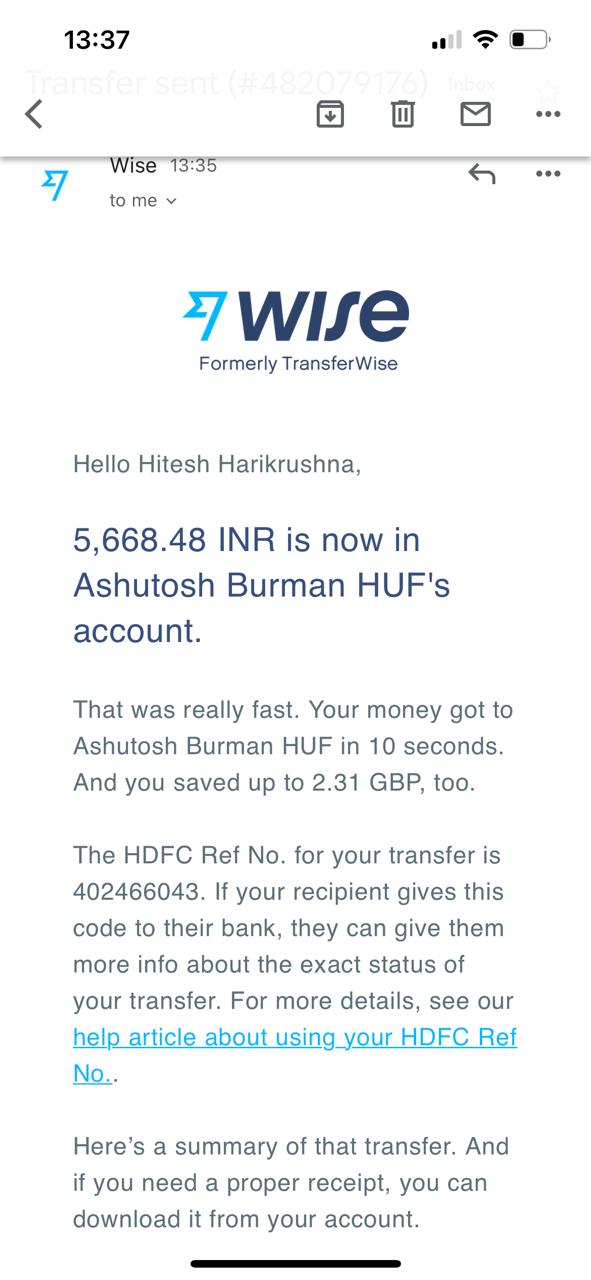 13:37
Transfer sent (#482079176) Inbox
Wise 13:35
to me
wise
Formerly TransferWise
Hello Hitesh Harikrushna,
5,668.48 INR is now in
Ashutosh Burman HUF's
account.
That was really fast. Your money got to
Ashutosh Burman HUF in 10 seconds.
And you saved up to 2.31 GBP, too.
The HDFC Ref No. for your transfer is
402466043. If your recipient gives this
code to their bank, they can give them
more info about the exact status of
your transfer. For more details, see our
help article about using your HDFC Ref
No..
Here’s a summary of that transfer. And
if you need a proper receipt, you can
download it from your account.